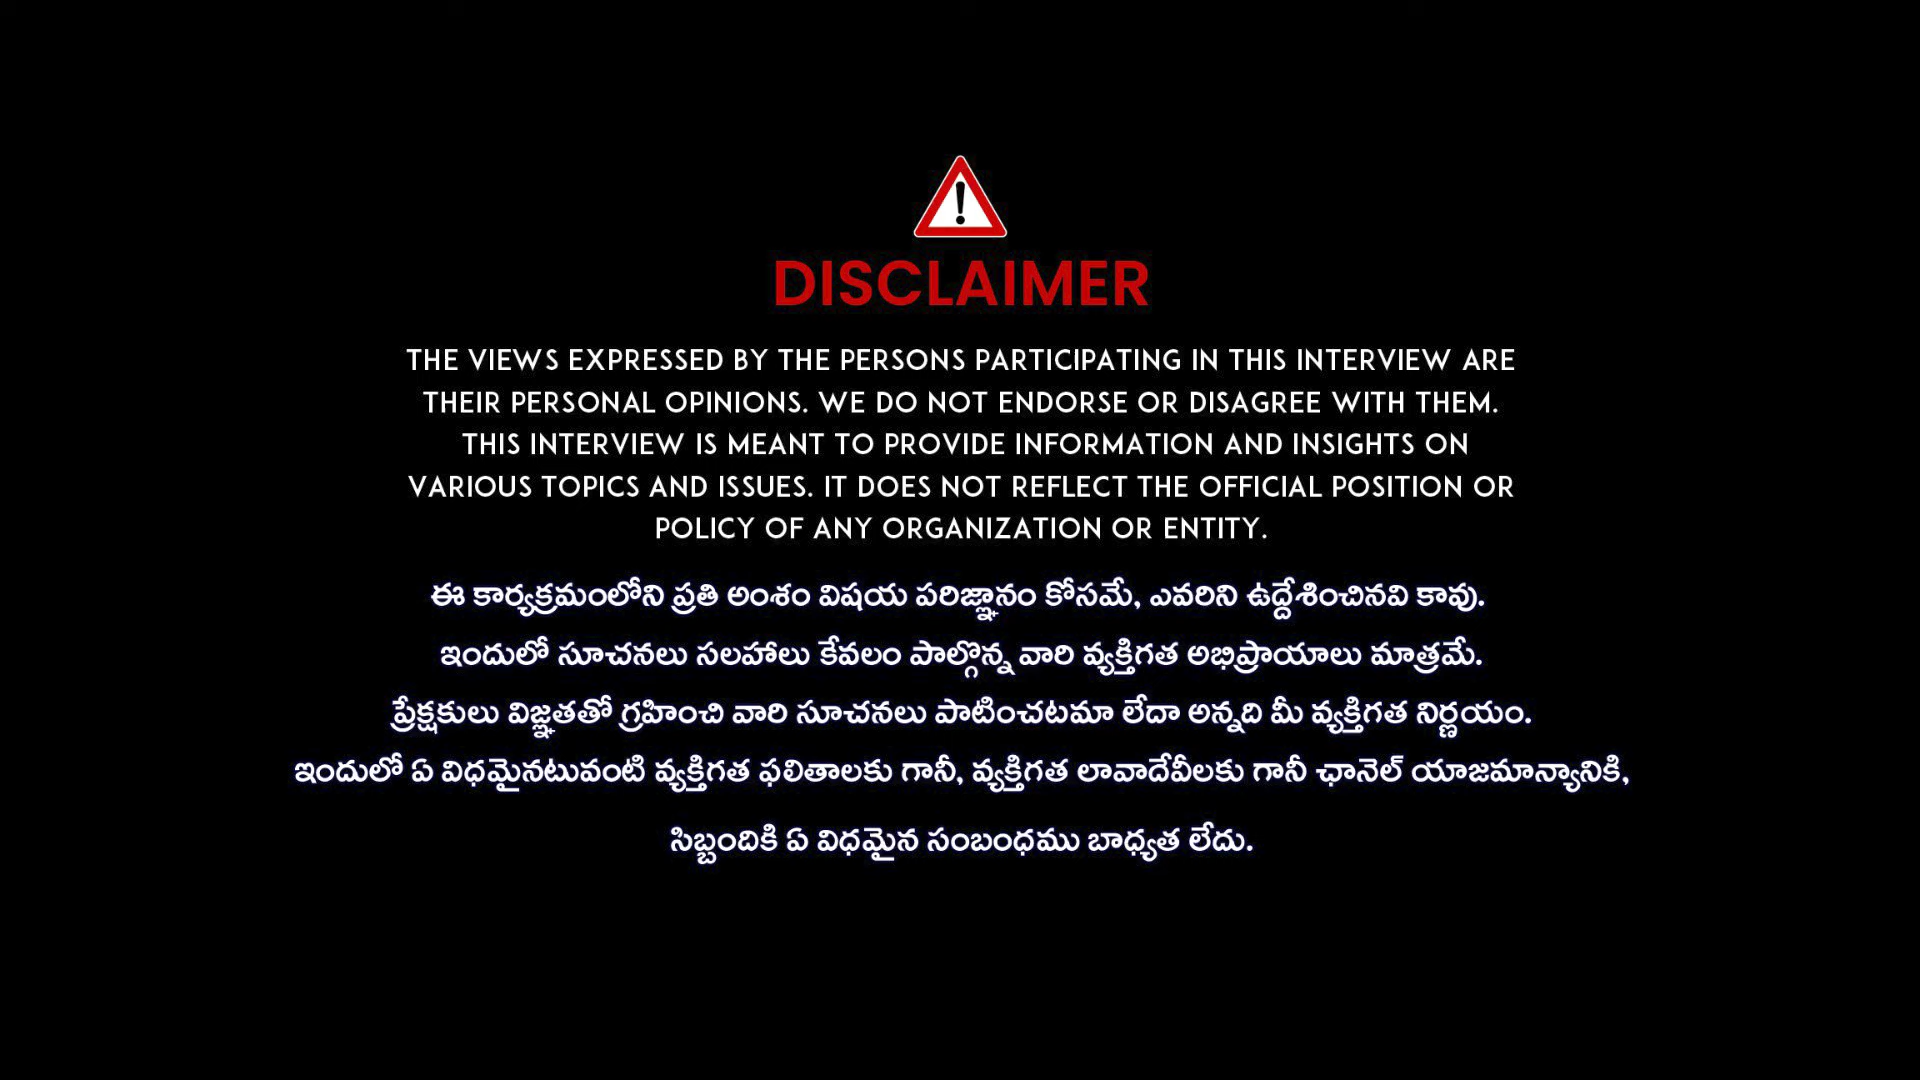 DISCLAIMER
THE VIEWS EXPRESSED BY THE PERSONS PARTICIPATING IN THIS INTERVIEW ARE
THEIR PERSONAL OPINIONS. WE DO NOT ENDORSE OR DISAGREE WITH THEM.
THIS INTERVIEW IS MEANT TO PROVIDE INFORMATION AND INSIGHTS ON
VARIOUS TOPICS AND ISSUES. IT DOES NOT REFLECT THE OFFICIAL POSITION OR
POLICY OF ANY ORGANIZATION OR ENTITY.
ఈ కార్యక్రమంలోని ప్రతి అంశం విషయ పరిజ్ఞానం కోసమే, ఎవరిని ఉద్దేశించినవి కావు.
ఇందులో సూచనలు సలహాలు కేవలం పాల్గొన్న వారి వ్యక్తిగత అభిప్రాయాలు మాత్రమే.
ప్రేక్షకులు విజ్ఞతతో గ్రహించి వారి సూచనలు పాటించటమా లేదా అన్నది మీ వ్యక్తిగత నిర్ణయం.
ఇందులో ఏ విధమైనటువంటి వ్యక్తిగత ఫలితాలకు గానీ, వ్యక్తిగత లావాదేవీలకు గానీ ఛానెల్ యాజమాన్యానికి,
సిబ్బందికి ఏ విధమైన సంబంధము బాధ్యత లేదు.